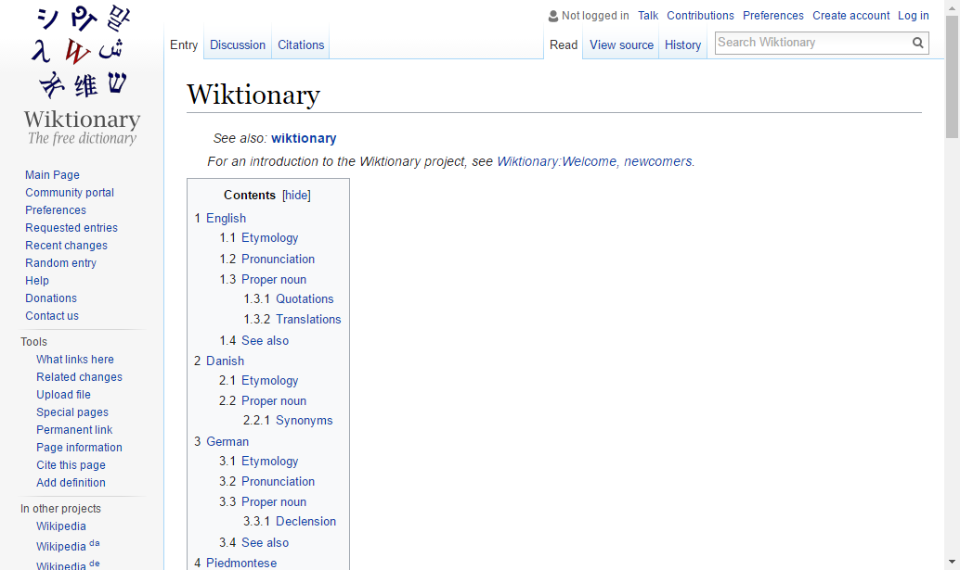 シ 말
λ W ش
维 ש
Wiktionary
The free dictionary
Main Page
Community portal
Preferences
Requested entries
Recent changes
Random entry
Help
Donations
Contact us
Tools
What links here
Related changes
Upload file
Special pages
Permanent link
Page information
Cite this page
Add definition
In other projects
Wikipedia
Wikipedia da
Wikipedia de
Not logged in Talk Contributions Preferences Create account Log in
Entry Discussion Citations Read View source History Search Wiktionary
Wiktionary
See also: wiktionary
For an introduction to the Wiktionary project, see Wiktionary:Welcome, newcomers.
Contents [hide]
1 English
1.1 Etymology
1.2 Pronunciation
1.3 Proper noun
1.3.1 Quotations
1.3.2 Translations
1.4 See also
2 Danish
2.1 Etymology
2.2 Proper noun
2.2.1 Synonyms
3 German
3.1 Etymology
3.2 Pronunciation
3.3 Proper noun
3.3.1 Declension
3.4 See also
4 Piedmontese